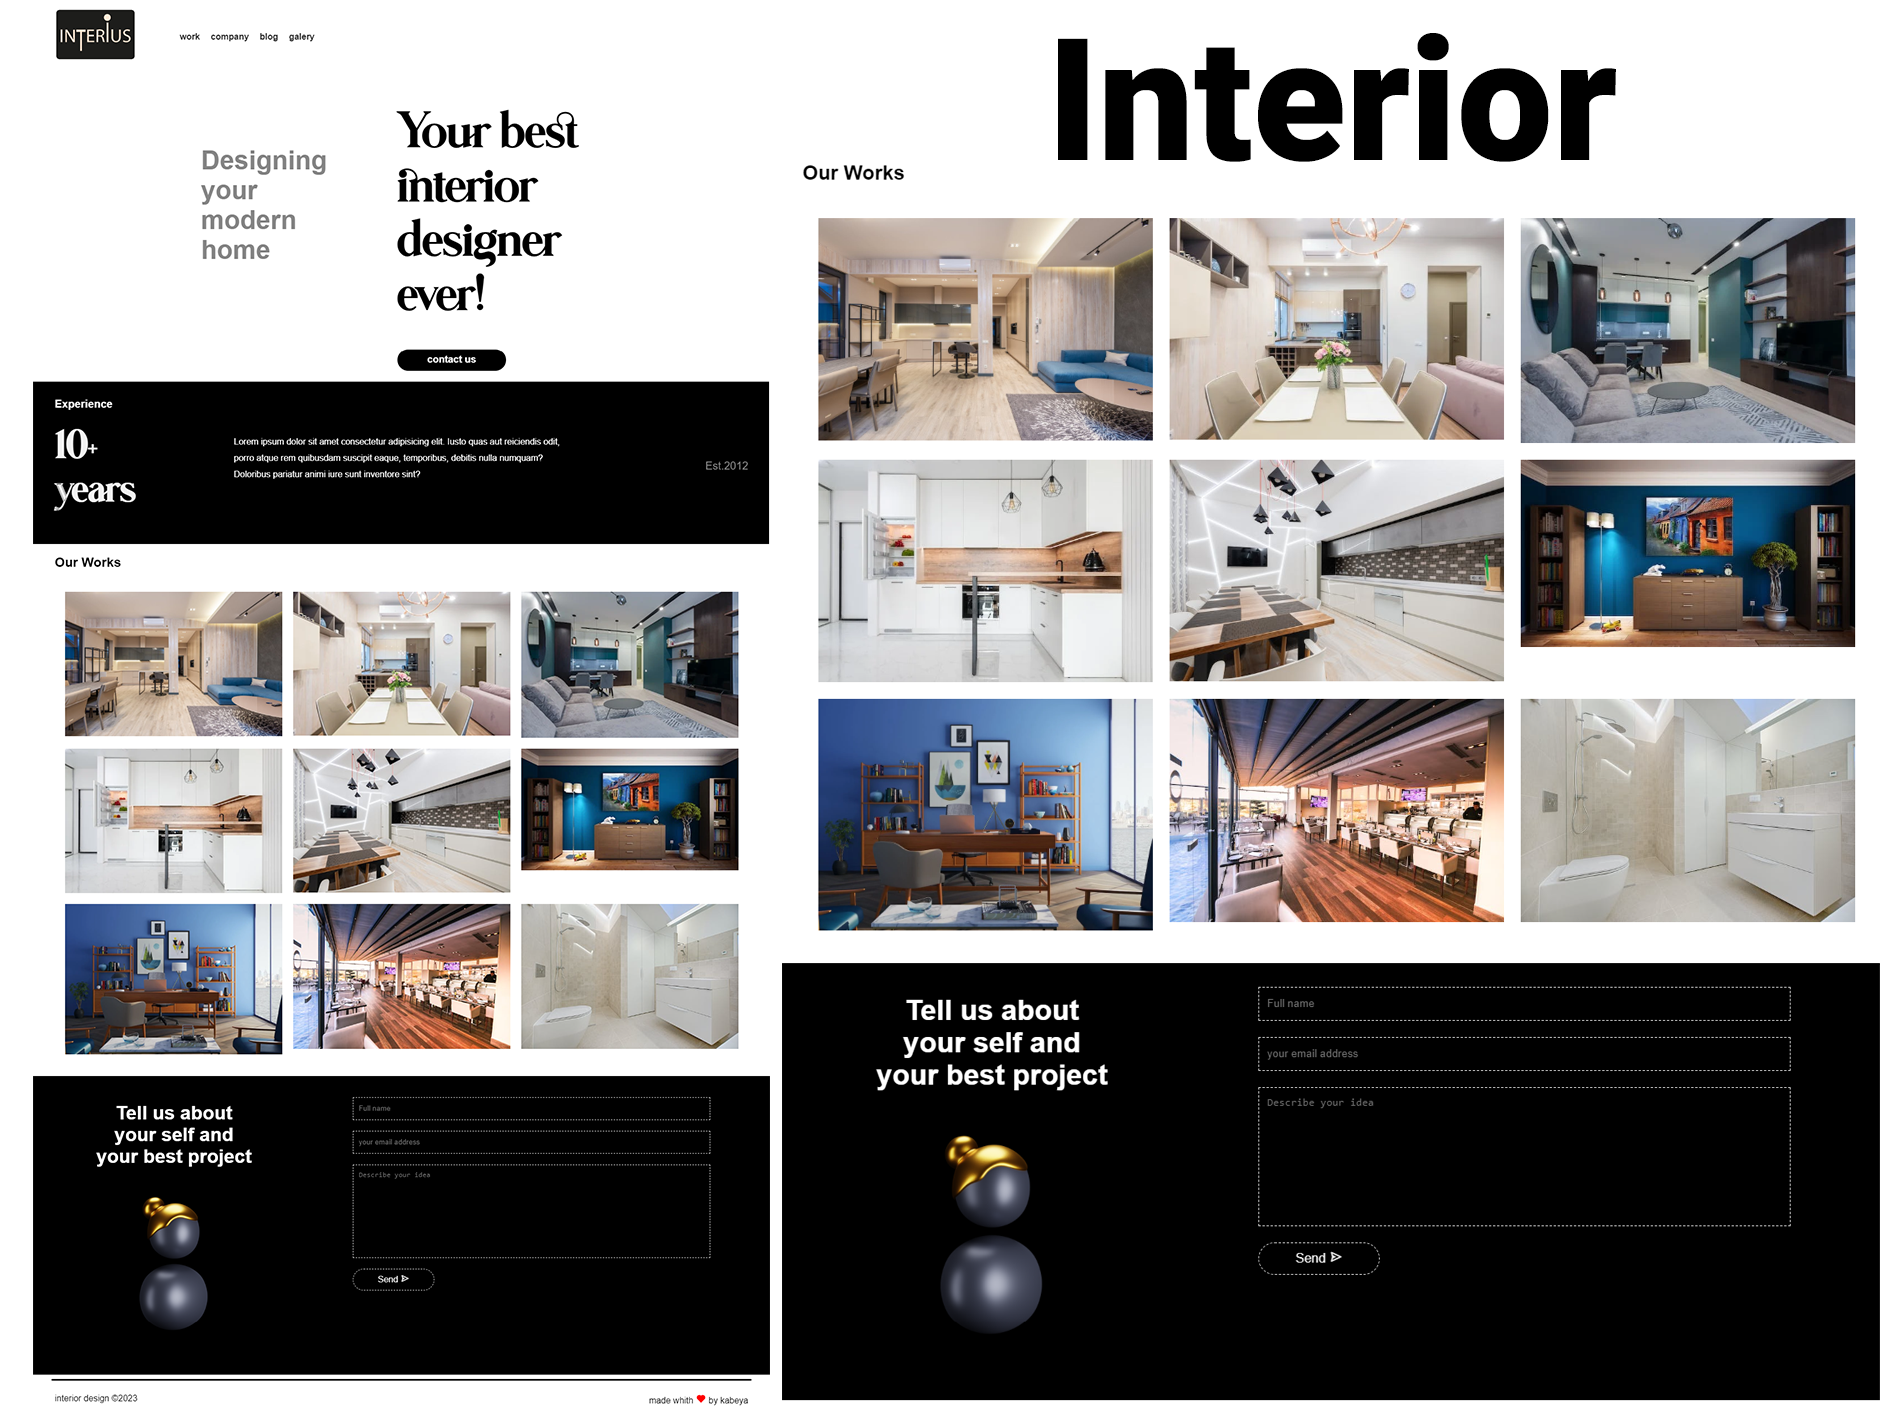 INTERIUS
work company blog galery
Designing
your
modern
home
Your best
interior
designer
ever!
contact us
Experience
10+
years
Lorem ipsum dolor sit amet consectetur adipisicing elit. Iusto quas aut reiciendis odit,
porro atque rem quibusdam suscipit eaque, temporibus, debitis nulla numquam?
Doloribus pariatur animi iure sunt inventore sint?
Est.2012
Our Works
Tell us about
your self and
your best project
Full name
your email address
Describe your idea
Send
interior design ©2023
made whith ❤ by kabeya
Interior
Our Works
Tell us about
your self and
your best project
Full name
your email address
Describe your idea
Send